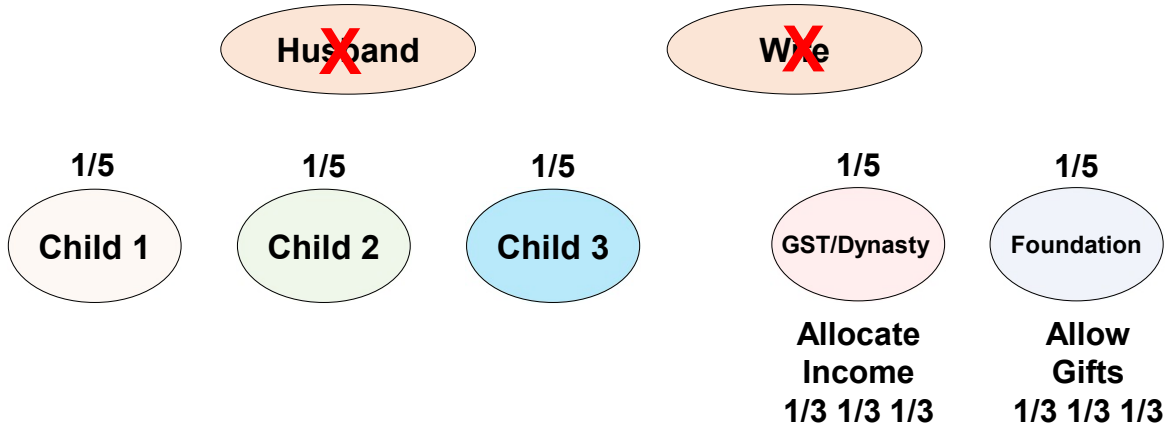 Husband
X
Wife
X
1/5
1/5
1/5
1/5
1/5
Child 1
Child 2
Child 3
GST/Dynasty
Foundation
Allocate
Income
1/3 1/3 1/3
Allow
Gifts
1/3 1/3 1/3